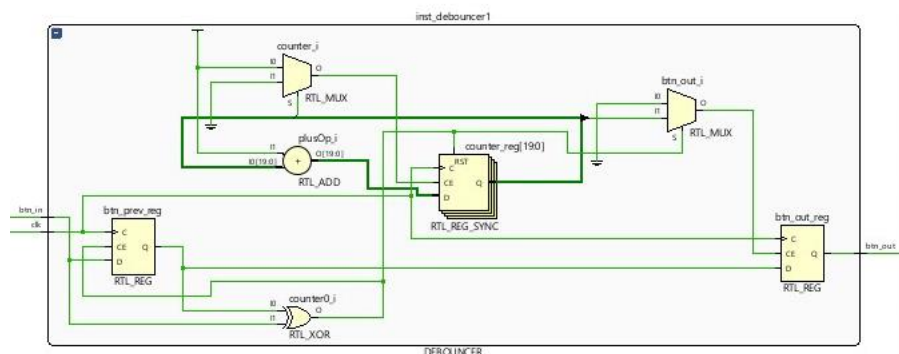 inst_debouncer1
counter_i
I0
O
I1
S
RTL_MUX
btn_out_i
I0
O
I1
S
RTL_MUX
plusOp_i
I1
O[19:0]
I0[19:0]
+
RTL_ADD
counter_reg[19:0]
RST
C
CE
Q
D
RTL_REG_SYNC
btn_in
clk
btn_prev_reg
C
CE
Q
D
RTL_REG
btn_out_reg
C
CE
Q
D
RTL_REG
btn_out
counter0_i
I0
O
I1
RTL_XOR
DEBOUNCER